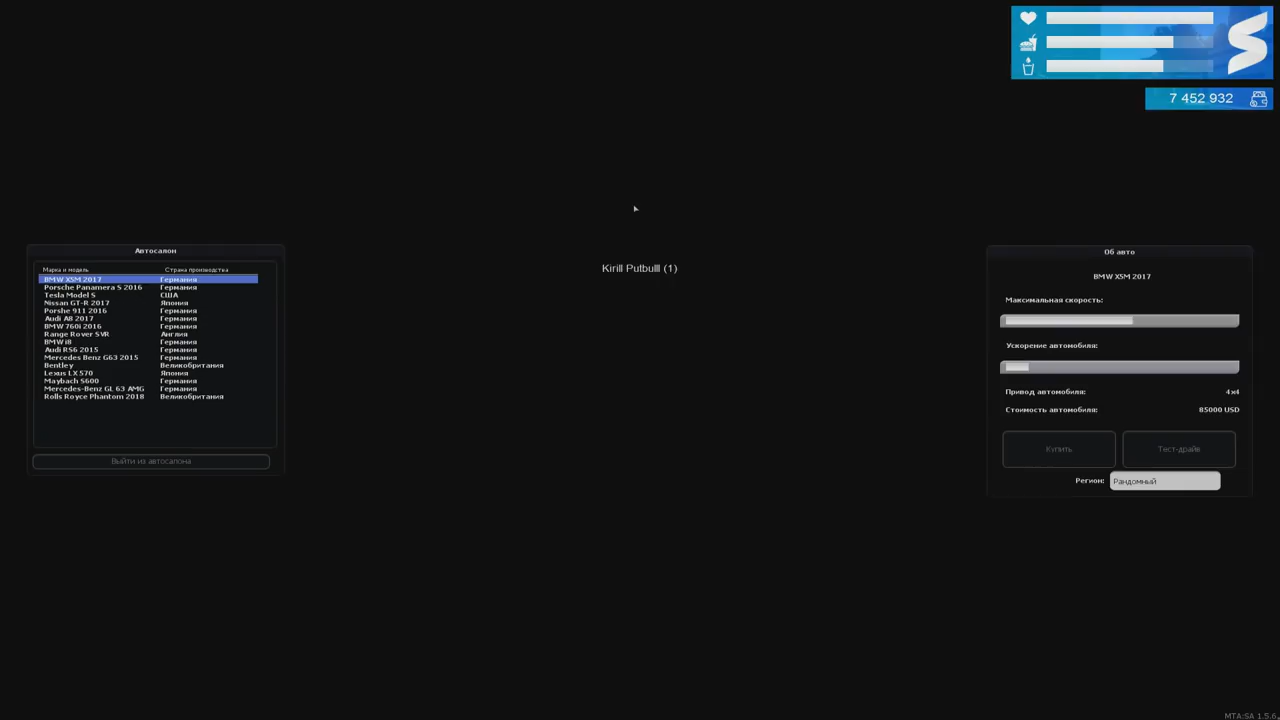 7 452 932
Kirill Putbulll (1)
Автосалон
Марка и модель Страна производства
BMW X5M 2017 Германия
Porsche Panamera S 2016 Германия
Tesla Model S США
Nissan GT-R 2017 Япония
Porshe 911 2016 Германия
Audi A8 2017 Германия
BMW 760i 2016 Германия
Range Rover SVR Англия
BMW i8 Германия
Audi RS6 2015 Германия
Mercedes Benz G63 2015 Германия
Bentley Великобритания
Lexus LX 570 Япония
Maybach S600 Германия
Mercedes-Benz GL 63 AMG Германия
Rolls Royce Phantom 2018 Великобритания
Выйти из автосалона
Об авто
BMW X5M 2017
Максимальная скорость:
Ускорение автомобиля:
Привод автомобиля: 4x4
Стоимость автомобиля: 85000 USD
Купить Тест-драйв
Регион: Рандомный
MTA:SA 1.5.6